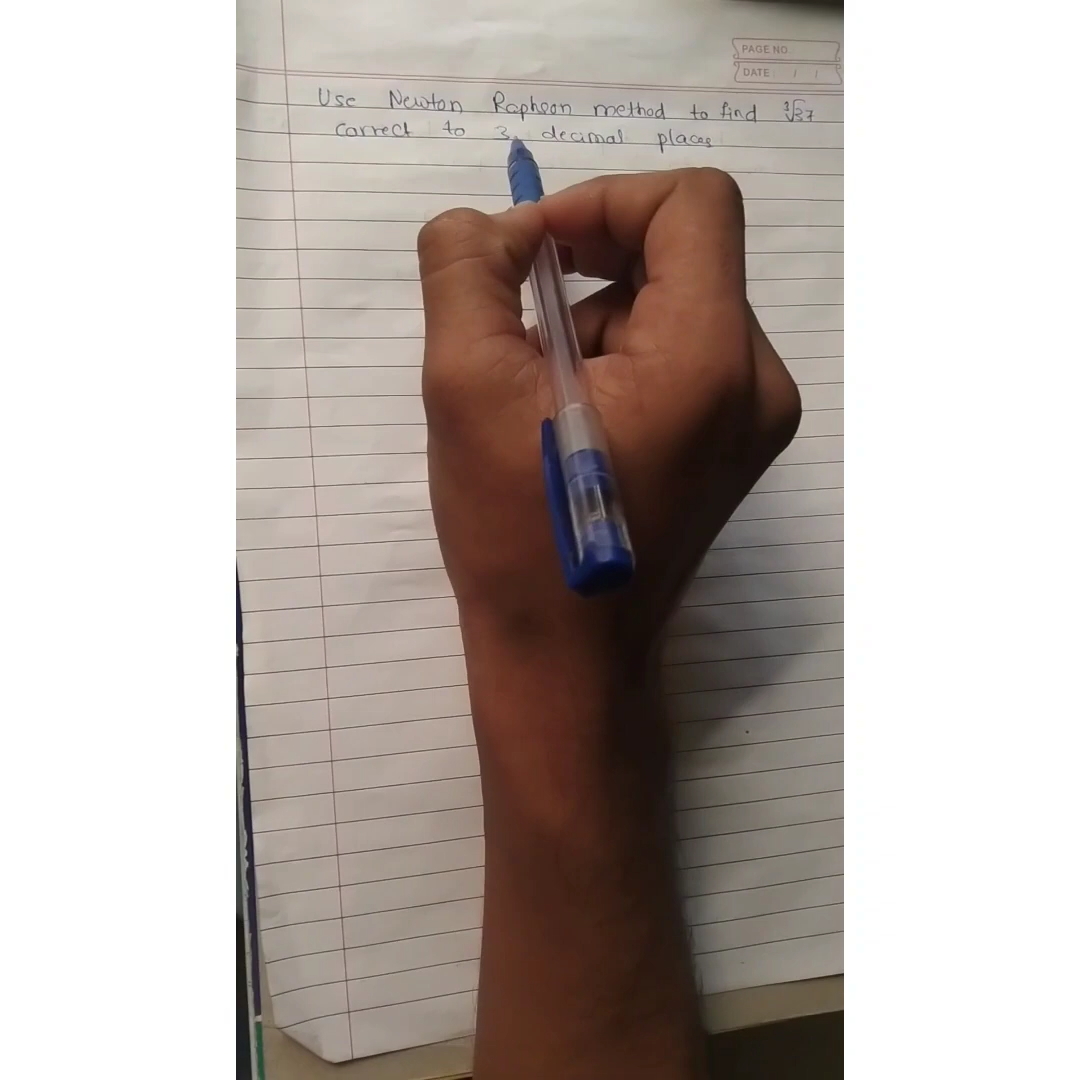 PAGE NO
DATE / /
Use Newton Raphson method to find ∛37
correct to 3 decimal places